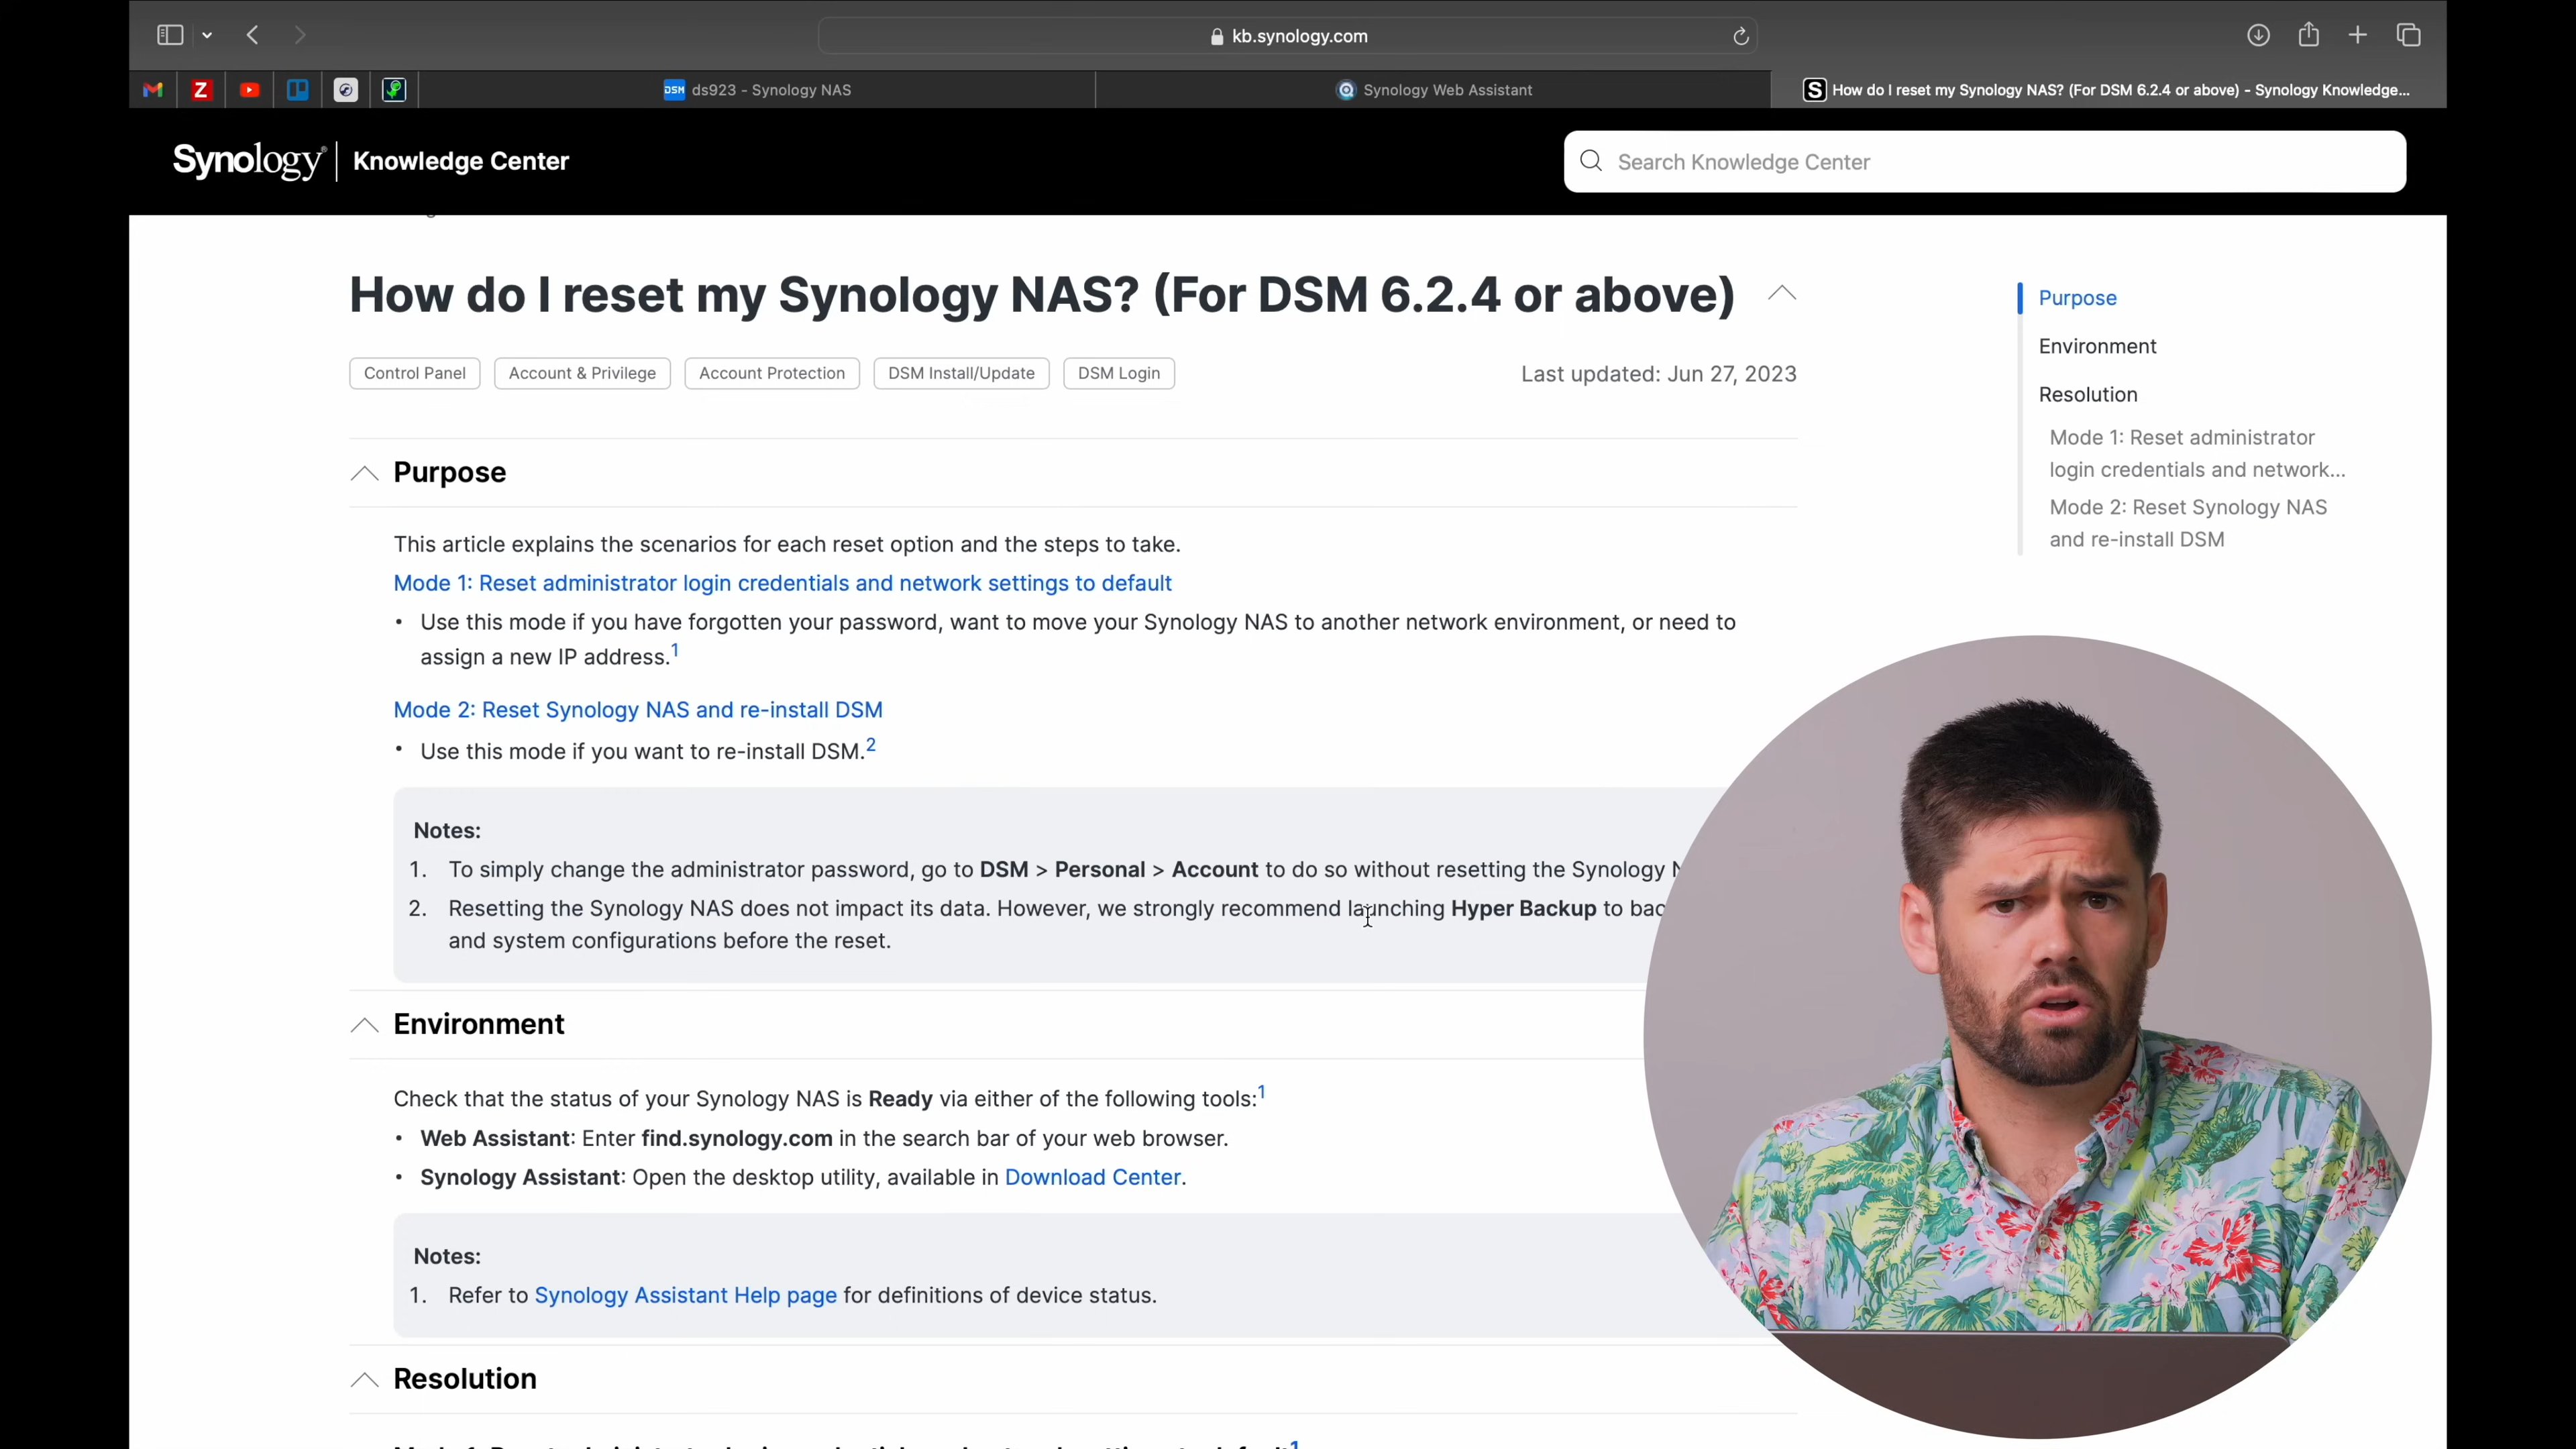 kb.synology.com
DSM ds923 - Synology NAS
Synology Web Assistant
S How do I reset my Synology NAS? (For DSM 6.2.4 or above) - Synology Knowledge...
Synology® Knowledge Center
Search Knowledge Center
How do I reset my Synology NAS? (For DSM 6.2.4 or above)
Control Panel
Account & Privilege
Account Protection
DSM Install/Update
DSM Login
Last updated: Jun 27, 2023
Purpose
This article explains the scenarios for each reset option and the steps to take.
Mode 1: Reset administrator login credentials and network settings to default
• Use this mode if you have forgotten your password, want to move your Synology NAS to another network environment, or need to
assign a new IP address.1
Mode 2: Reset Synology NAS and re-install DSM
• Use this mode if you want to re-install DSM.2
Notes:
1. To simply change the administrator password, go to DSM > Personal > Account to do so without resetting the Synology
2. Resetting the Synology NAS does not impact its data. However, we strongly recommend launching Hyper Backup to
and system configurations before the reset.
Environment
Check that the status of your Synology NAS is Ready via either of the following tools:1
• Web Assistant: Enter find.synology.com in the search bar of your web browser.
• Synology Assistant: Open the desktop utility, available in Download Center.
Notes:
1. Refer to Synology Assistant Help page for definitions of device status.
Resolution
Purpose
Environment
Resolution
Mode 1: Reset administrator
login credentials and network...
Mode 2: Reset Synology NAS
and re-install DSM